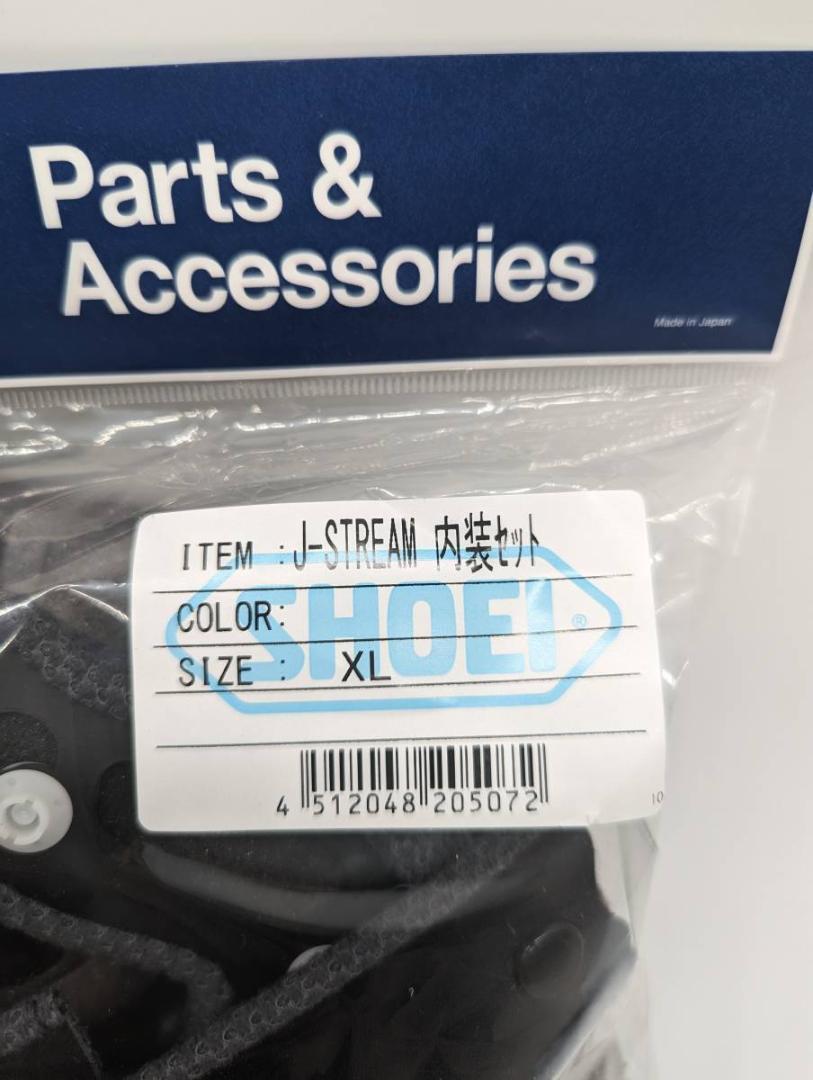 Parts &
Accessories
Made in Japan
ITEM : J-STREAM 内装ｾｯﾄ
COLOR:
SHOEI ®
SIZE : XL
4 512048 205072
10